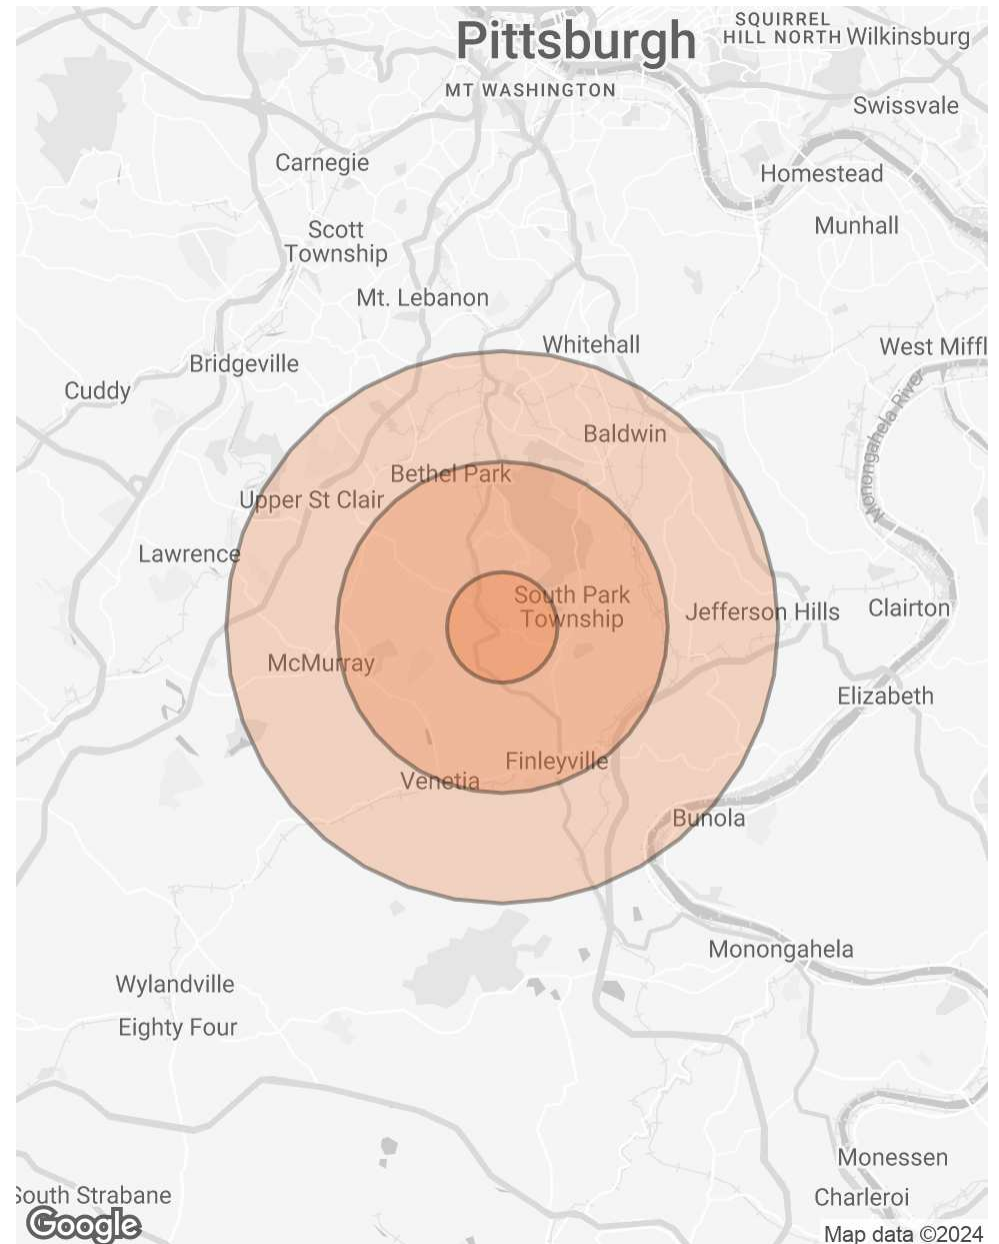 Pittsburgh
SQUIRREL
HILL NORTH
Wilkinsburg
MT WASHINGTON
Swissvale
Carnegie
Homestead
Munhall
Scott
Township
Mt. Lebanon
Whitehall
West Miffl
Bridgeville
Cuddy
Monongahela River
Baldwin
Bethel Park
Upper St Clair
Lawrence
South Park
Township
Jefferson Hills
Clairton
McMurray
Elizabeth
Finleyville
Venetia
Bunola
Monongahela
Wylandville
Eighty Four
Monessen
South Strabane
Charleroi
Google
Map data ©2024